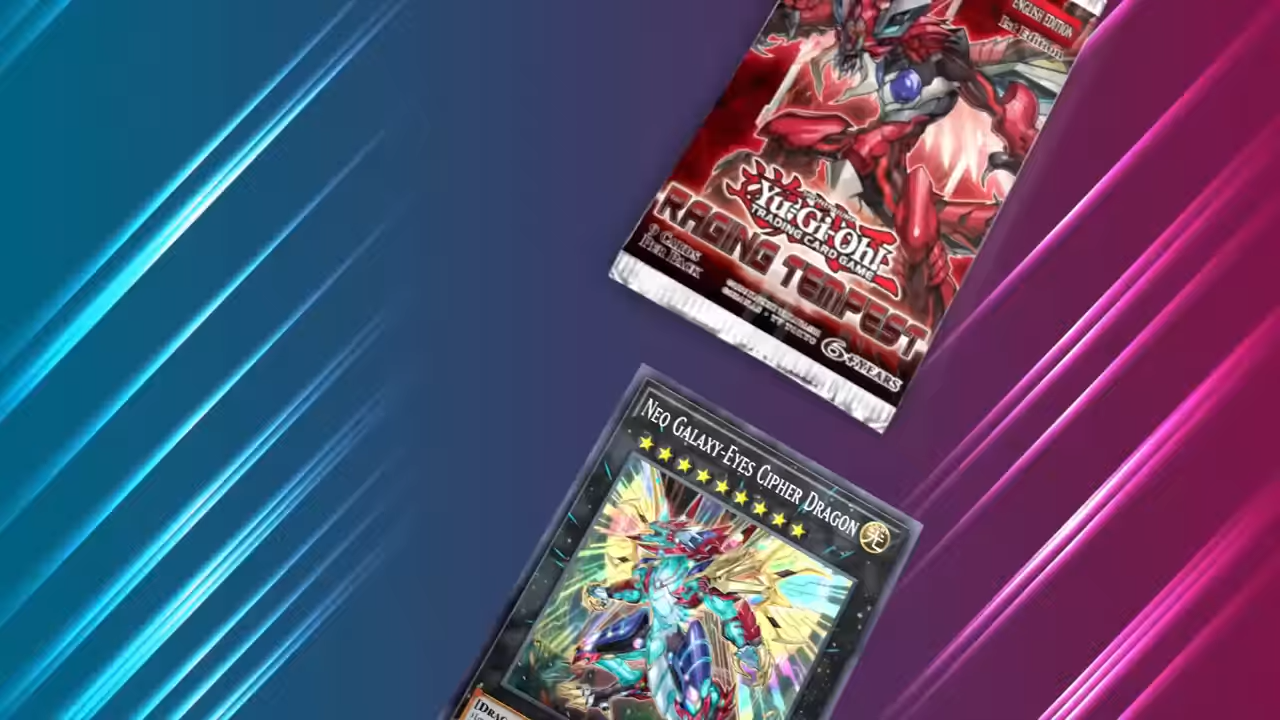 ENGLISH EDITION
1st Edition
Yu-Gi-Oh!
TRADING CARD GAME
RAGING TEMPEST
9 CARDS
PER PACK
6+YEARS
NEO GALAXY-EYES CIPHER DRAGON
光